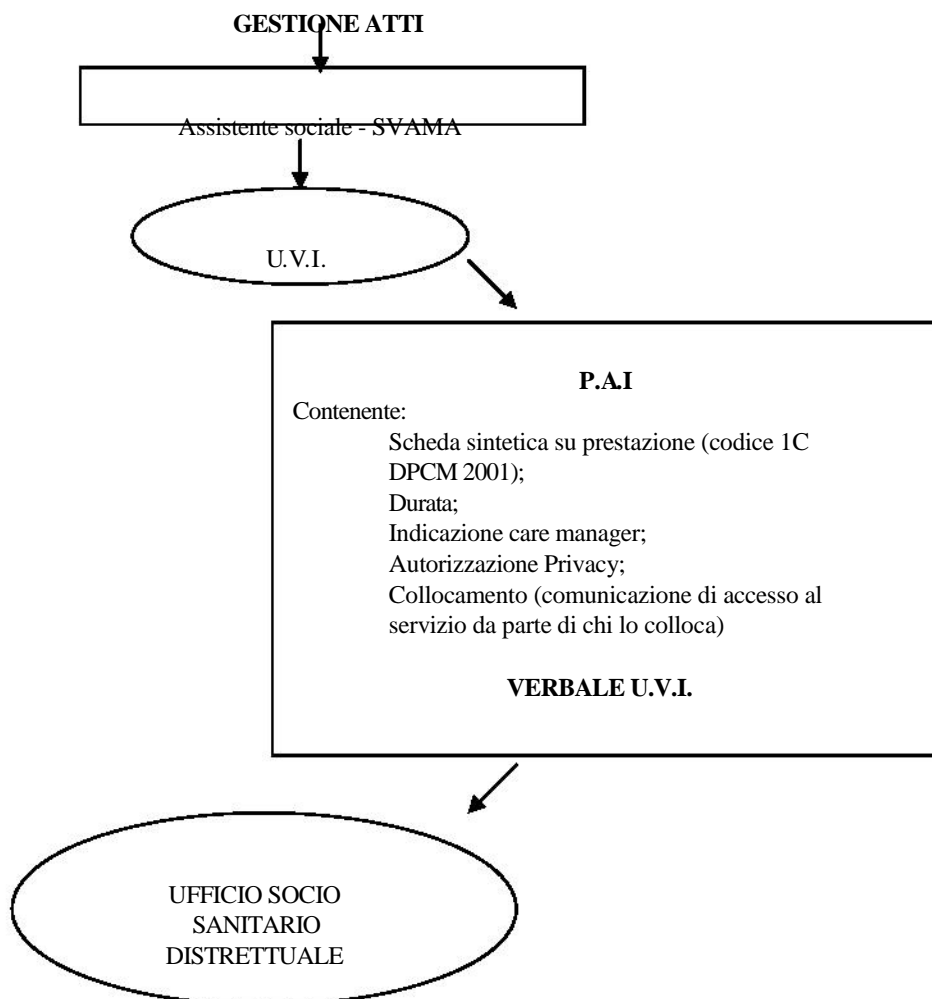 GESTIONE ATTI
Assistente sociale - SVAMA
U.V.I.
P.A.I
Contenente:
Scheda sintetica su prestazione (codice 1C
DPCM 2001);
Durata;
Indicazione care manager;
Autorizzazione Privacy;
Collocamento (comunicazione di accesso al
servizio da parte di chi lo colloca)
VERBALE U.V.I.
UFFICIO SOCIO
SANITARIO
DISTRETTUALE